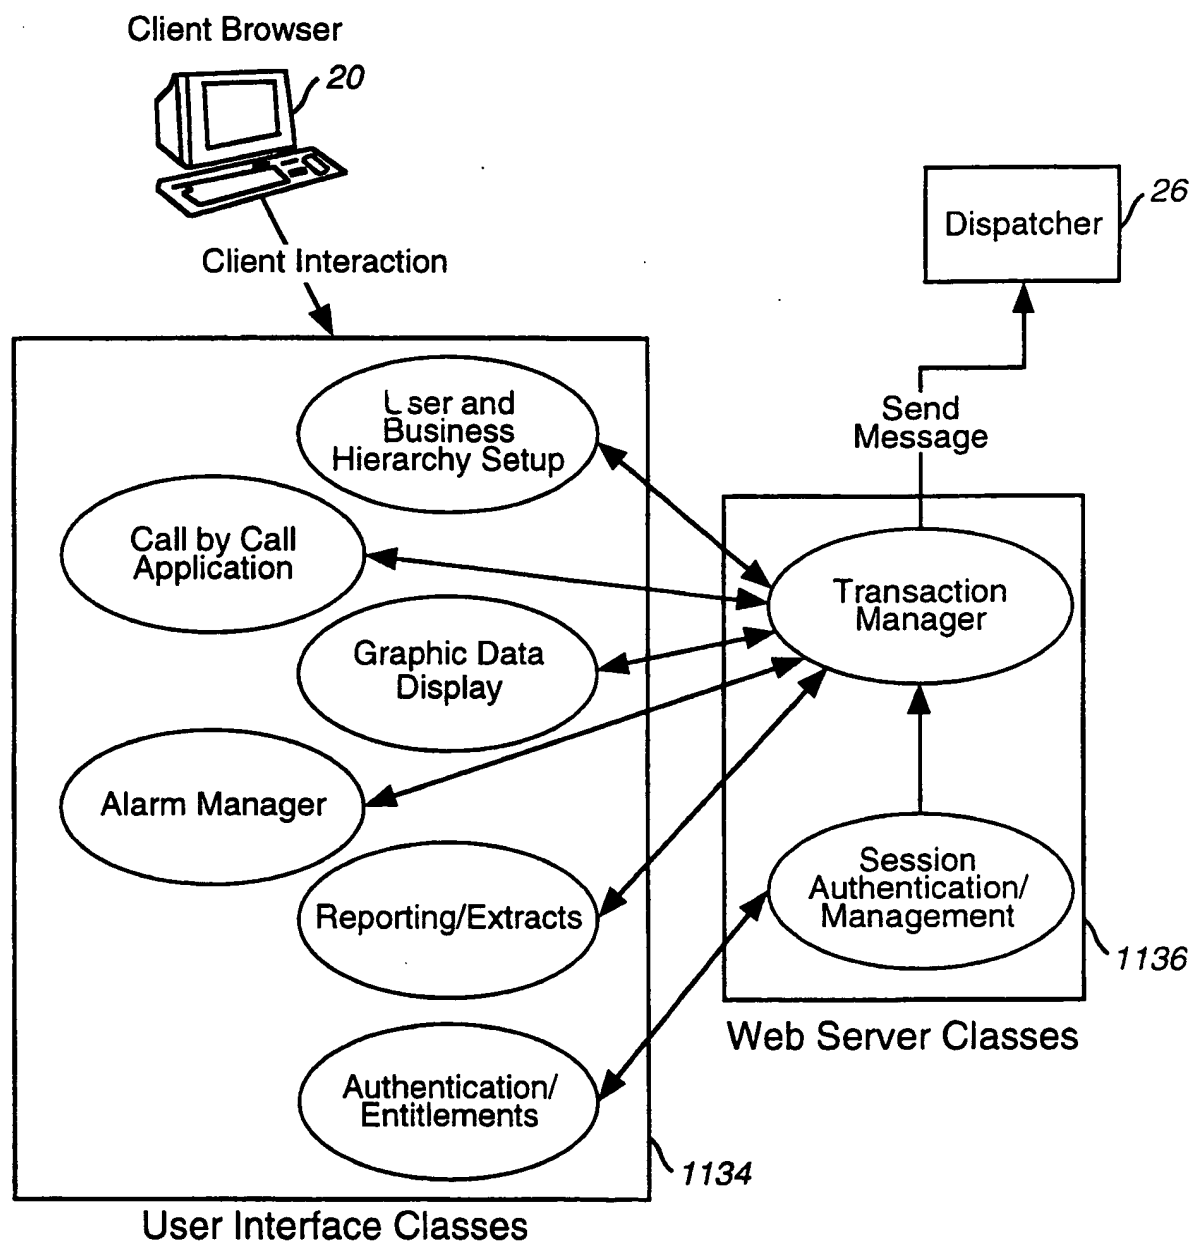 Client Browser
20
Client Interaction
Dispatcher
26
Send
Message
User and
Business
Hierarchy Setup
Call by Call
Application
Graphic Data
Display
Alarm Manager
Reporting/Extracts
Authentication/
Entitlements
1134
User Interface Classes
Transaction
Manager
Session
Authentication/
Management
1136
Web Server Classes